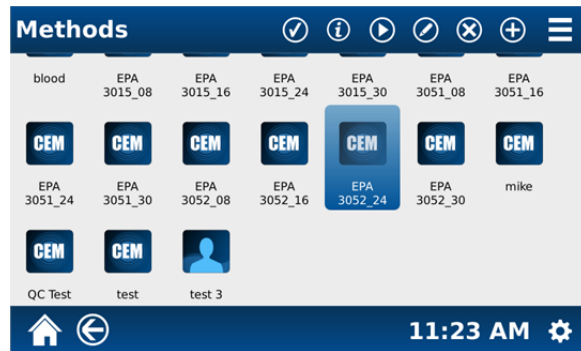 Methods
blood EPA EPA EPA EPA EPA EPA
3015_08 3015_16 3015_24 3015_30 3051_08 3051_16
CEM CEM CEM CEM CEM CEM CEM
EPA EPA EPA EPA EPA EPA mike
3051_24 3051_30 3052_08 3052_16 3052_24 3052_30
CEM CEM
QC Test test test 3
11:23 AM